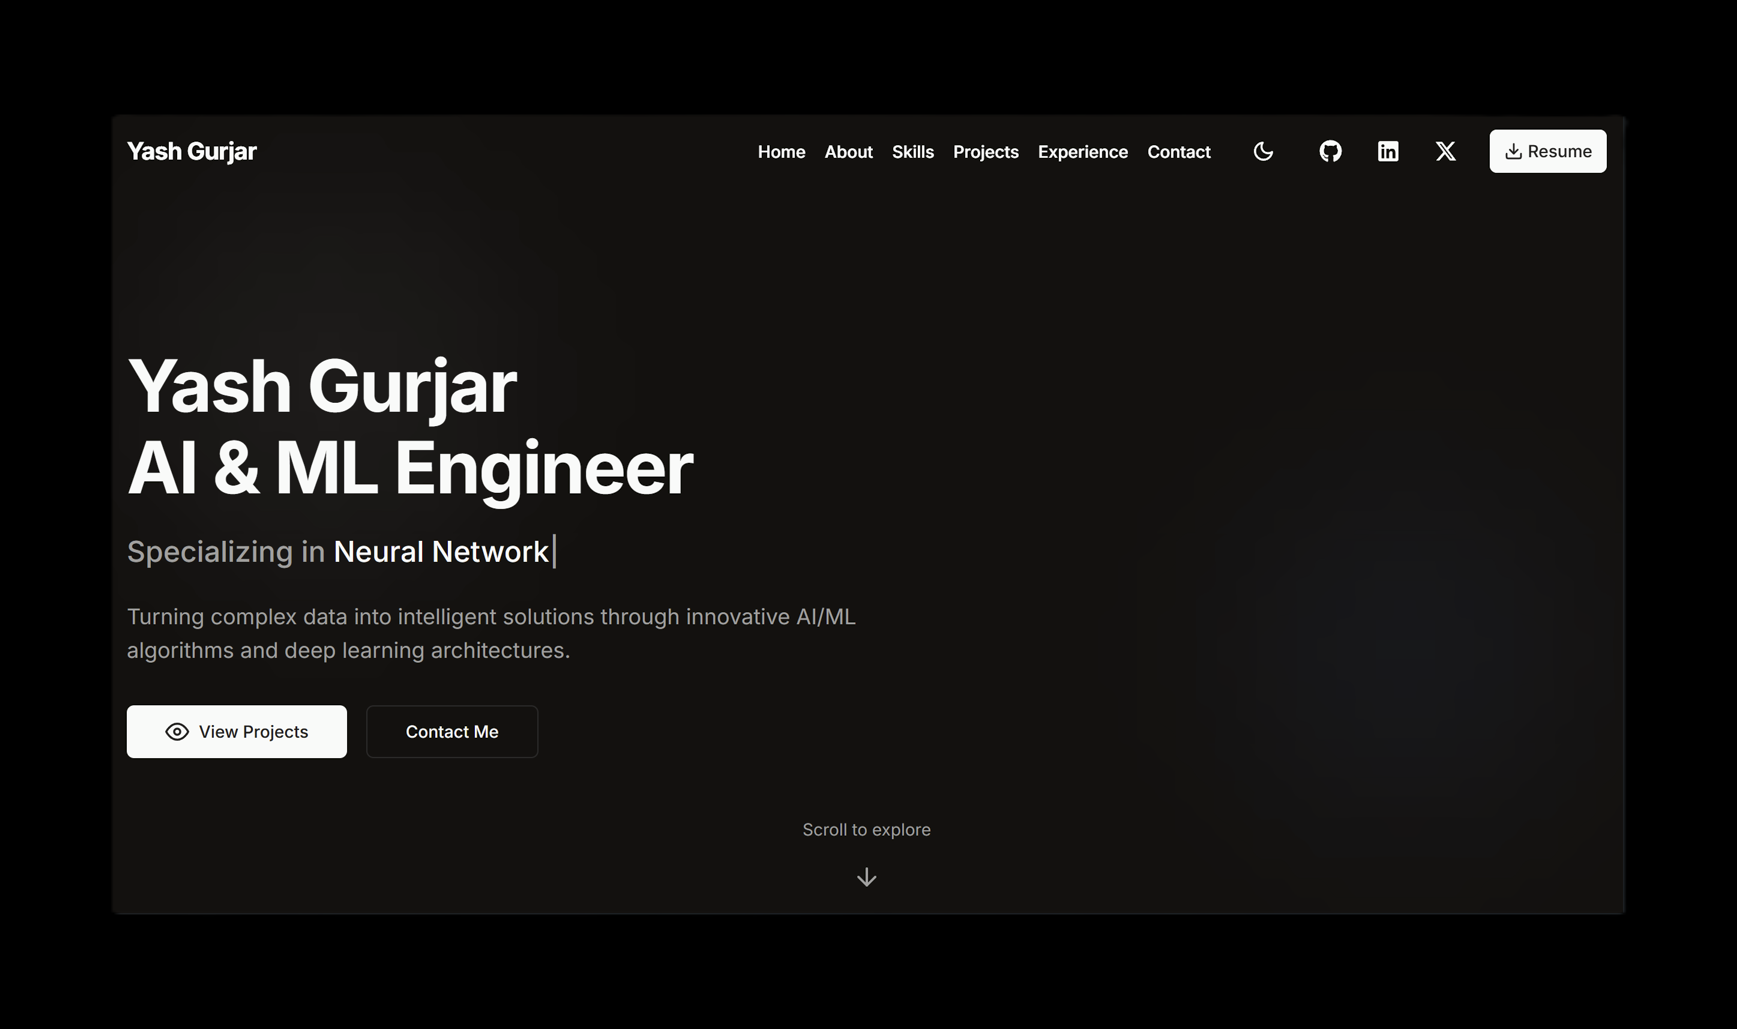 Yash Gurjar
Home About Skills Projects Experience Contact Resume
Yash Gurjar
AI & ML Engineer
Specializing in Neural Network|
Turning complex data into intelligent solutions through innovative AI/ML
algorithms and deep learning architectures.
View Projects Contact Me
Scroll to explore